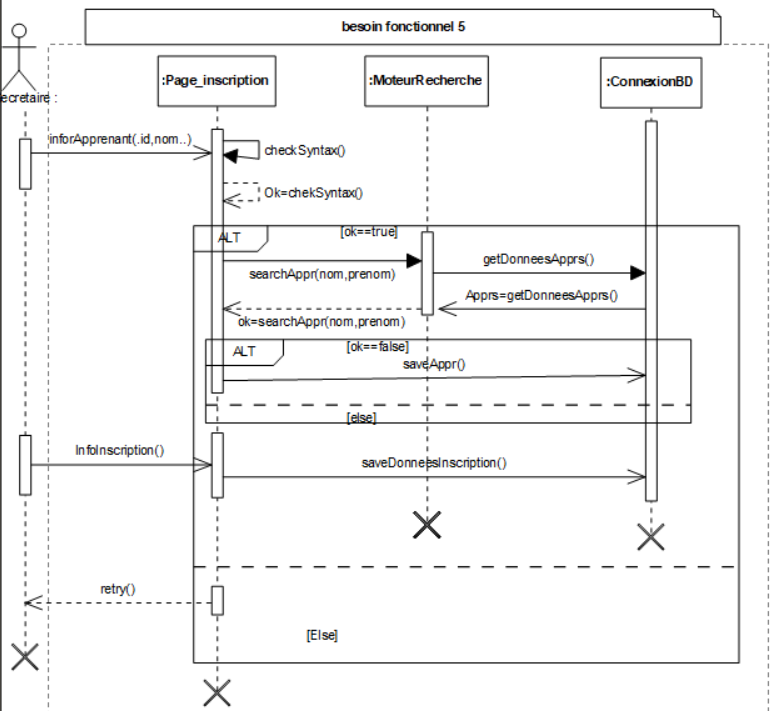 besoin fonctionnel 5
:Page_inscription
:MoteurRecherche
:ConnexionBD
ecretaire :
inforApprenant(.id,nom..)
checkSyntax()
Ok=chekSyntax()
ALT
[ok==true]
searchAppr(nom,prenom)
getDonneesApprs()
Apprs=getDonneesApprs()
ok=searchAppr(nom,prenom)
ALT
[ok==false]
saveAppr()
[else]
InfoInscription()
saveDonneesInscription()
retry()
[Else]